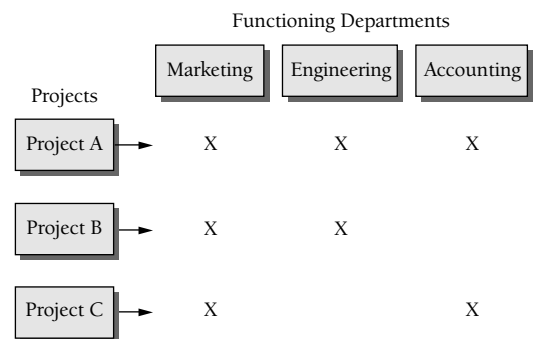 Functioning Departments
Marketing Engineering Accounting
Projects
Project A X X X
Project B X X
Project C X X